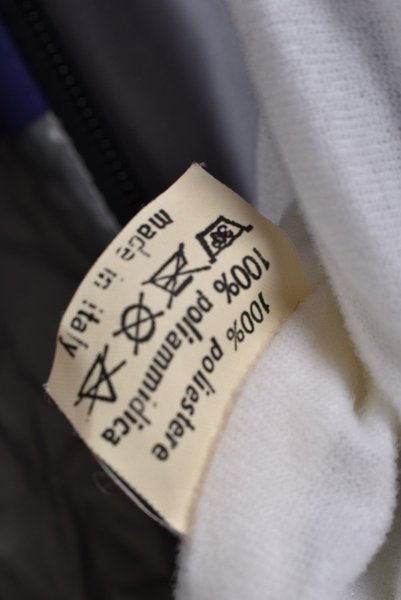 100% poliestere
100% poliammidica
made in italy